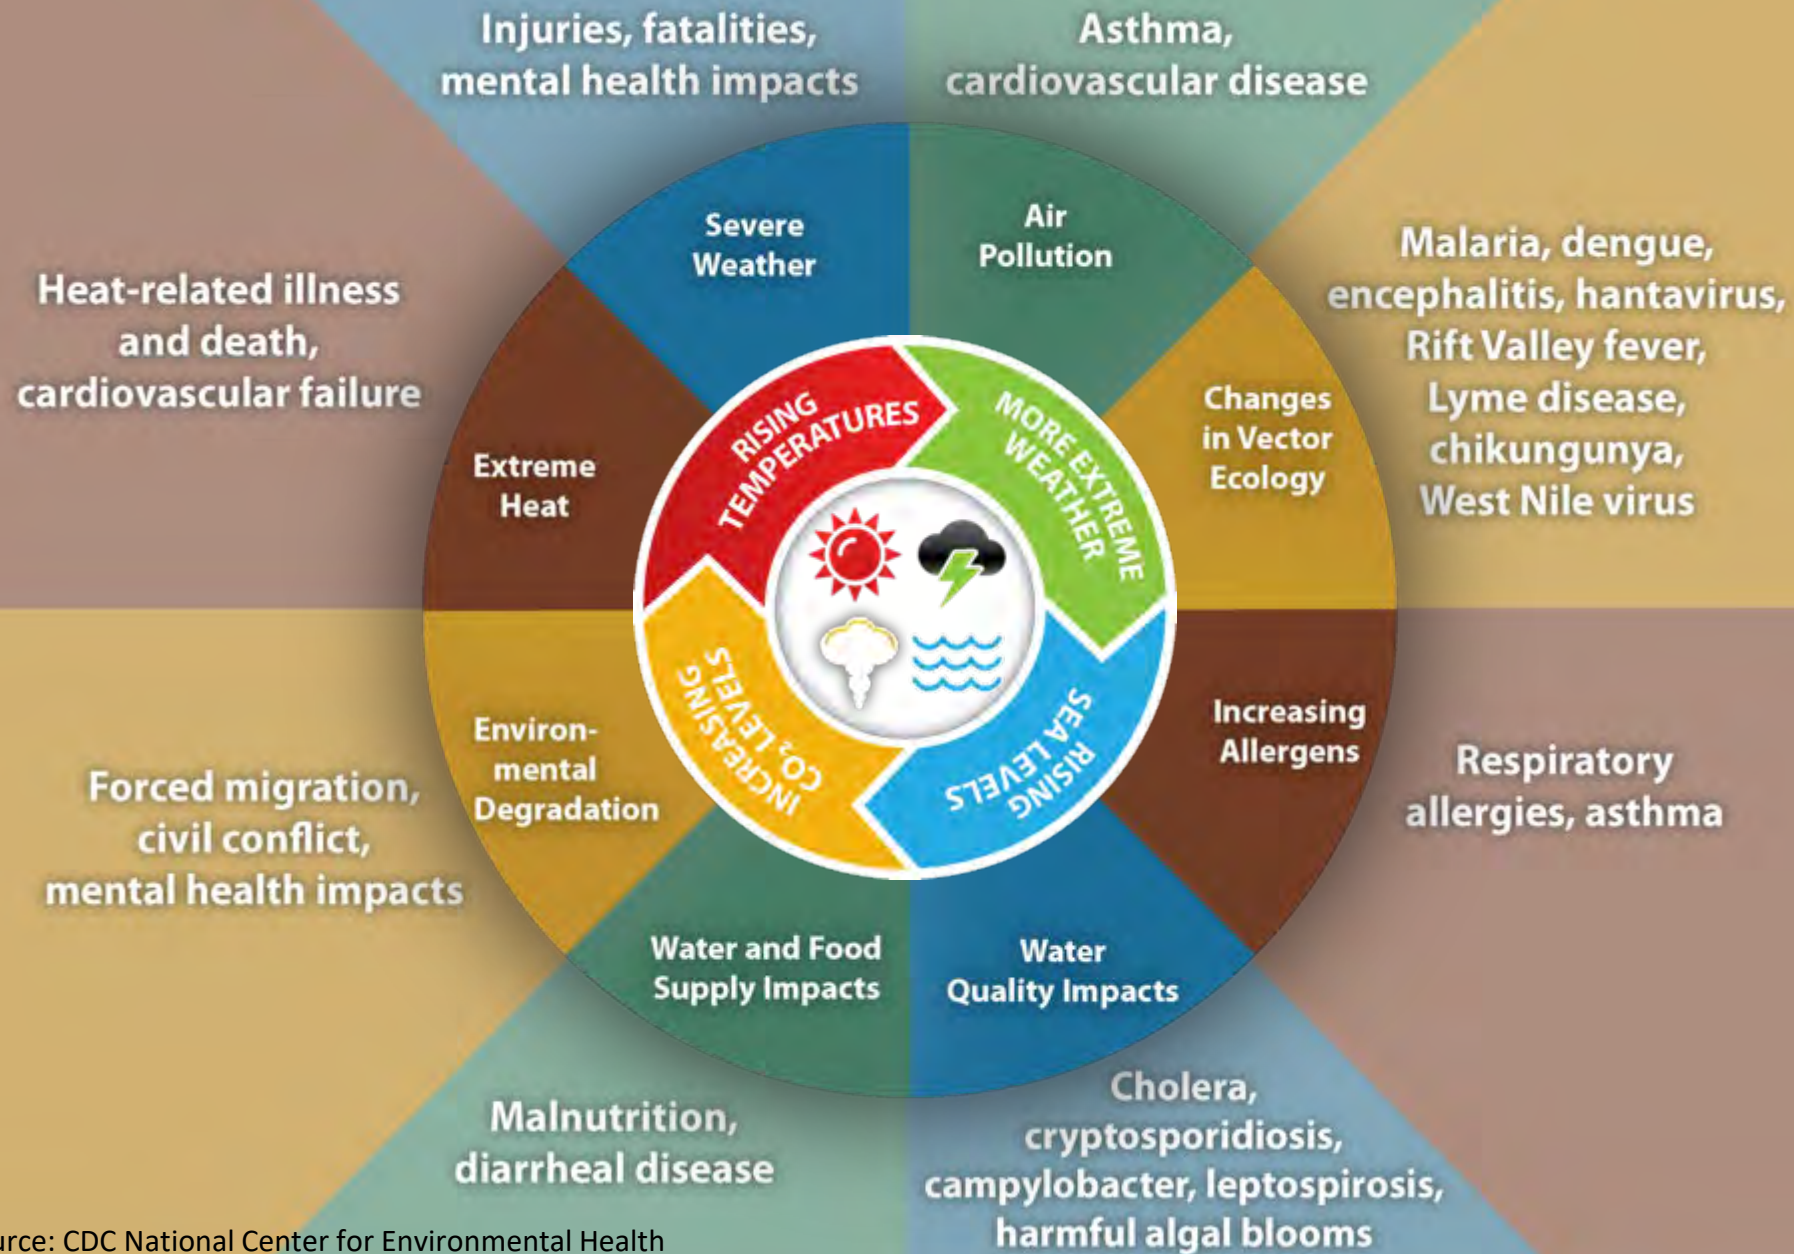 Injuries, fatalities,
mental health impacts
Asthma,
cardiovascular disease
Severe
Weather
Air
Pollution
Heat-related illness
and death,
cardiovascular failure
Malaria, dengue,
encephalitis, hantavirus,
Rift Valley fever,
Lyme disease,
chikungunya,
West Nile virus
Extreme
Heat
Changes
in Vector
Ecology
RISING
TEMPERATURES
MORE EXTREME
WEATHER
RISING
SEA LEVELS
INCREASING
CO₂ LEVELS
Environ-
mental
Degradation
Increasing
Allergens
Forced migration,
civil conflict,
mental health impacts
Respiratory
allergies, asthma
Water and Food
Supply Impacts
Water
Quality Impacts
Malnutrition,
diarrheal disease
Cholera,
cryptosporidiosis,
campylobacter, leptospirosis,
harmful algal blooms
urce: CDC National Center for Environmental Health